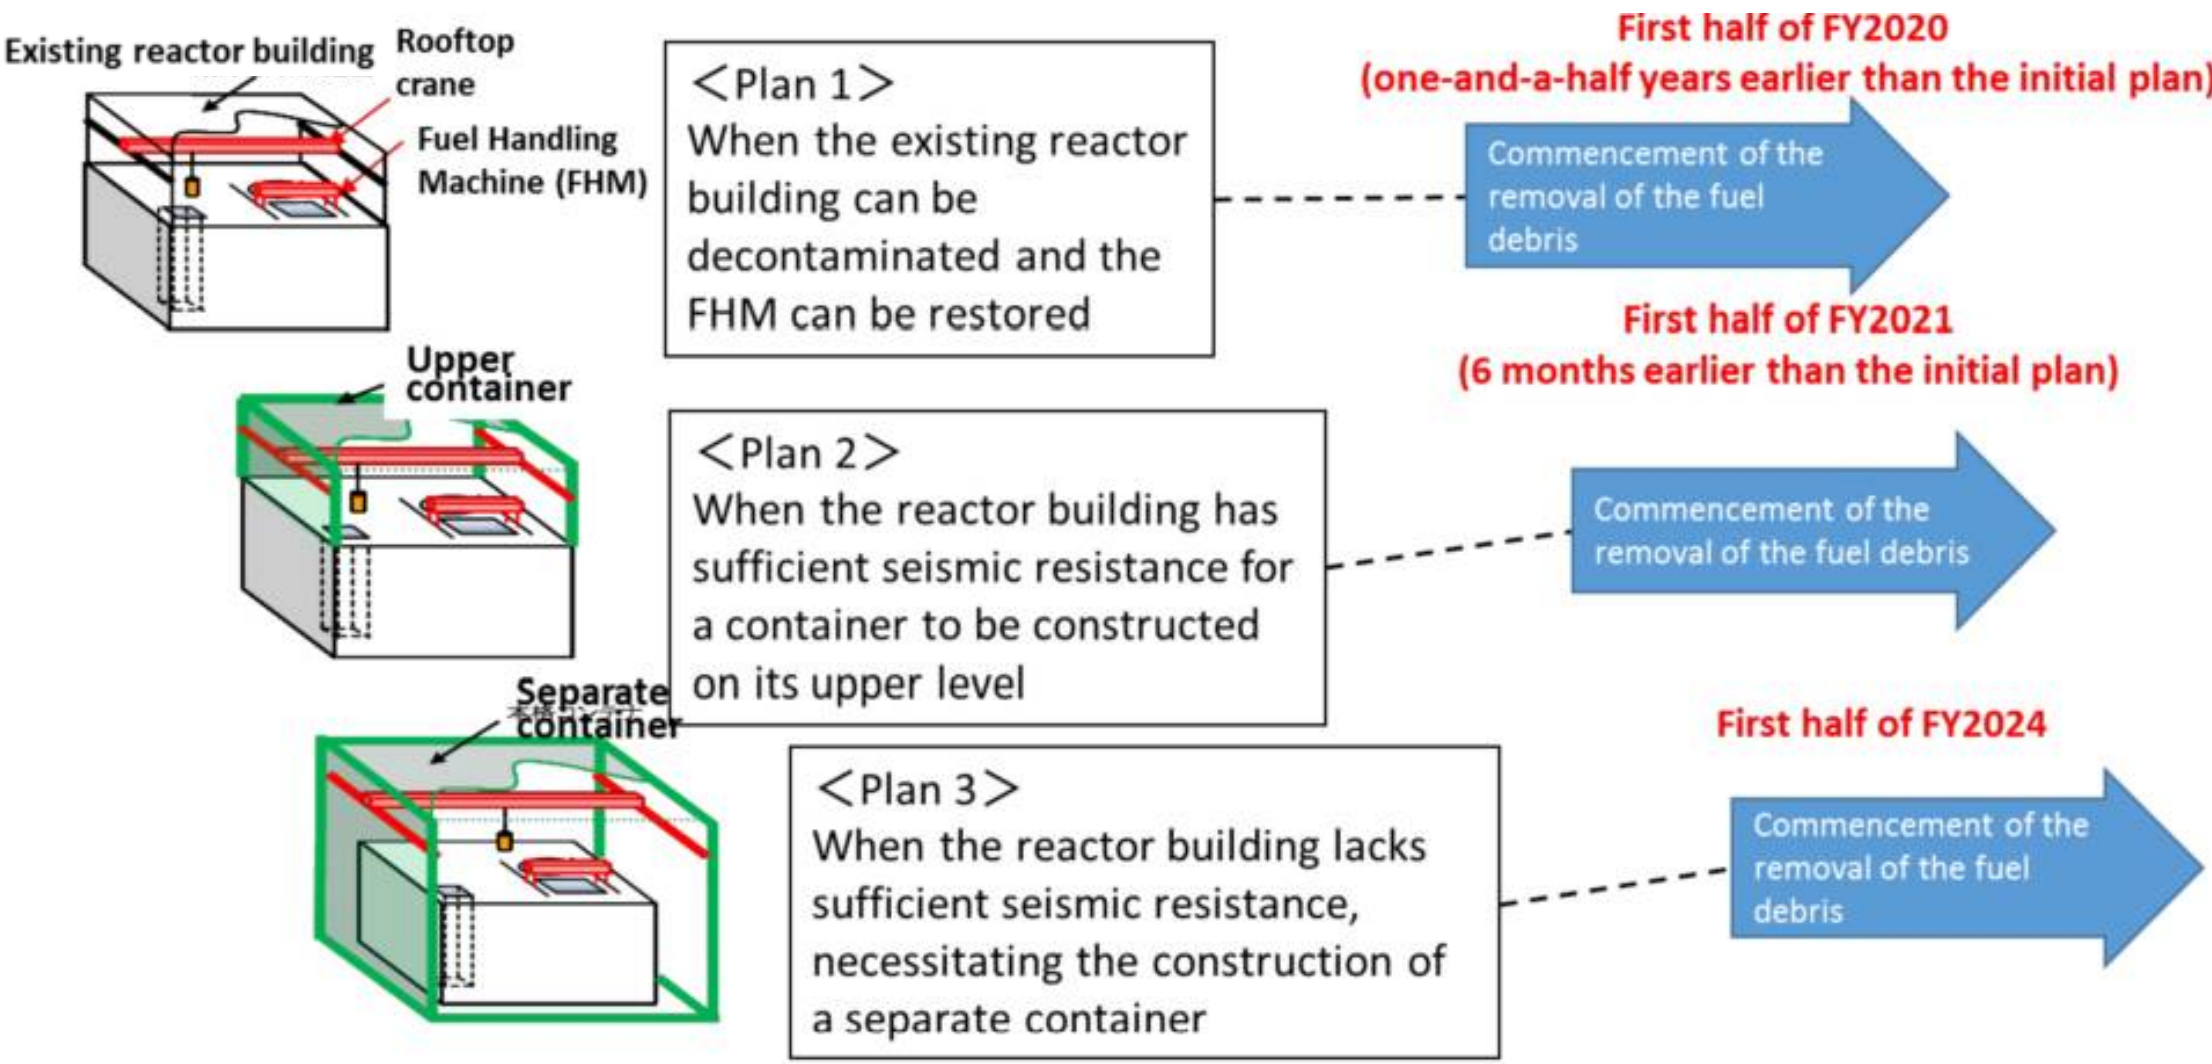 Existing reactor building
Rooftop
crane
Fuel Handling
Machine (FHM)
＜Plan 1＞
When the existing reactor
building can be
decontaminated and the
FHM can be restored
First half of FY2020
(one-and-a-half years earlier than the initial plan)
Commencement of the
removal of the fuel
debris
Upper
container
＜Plan 2＞
When the reactor building has
sufficient seismic resistance for
a container to be constructed
on its upper level
First half of FY2021
(6 months earlier than the initial plan)
Commencement of the
removal of the fuel debris
Separate
container
＜Plan 3＞
When the reactor building lacks
sufficient seismic resistance,
necessitating the construction of
a separate container
First half of FY2024
Commencement of the
removal of the fuel
debris